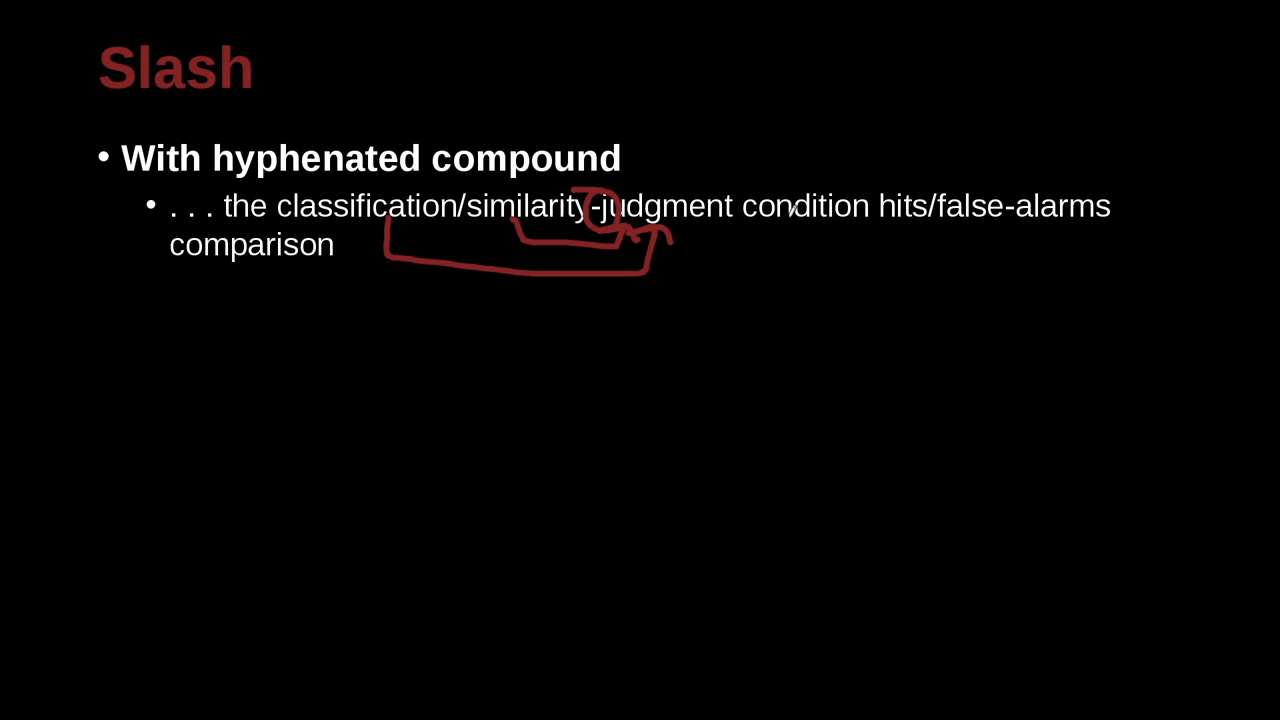 Slash
• With hyphenated compound
• . . . the classification/similarity-judgment condition hits/false-alarms
comparison